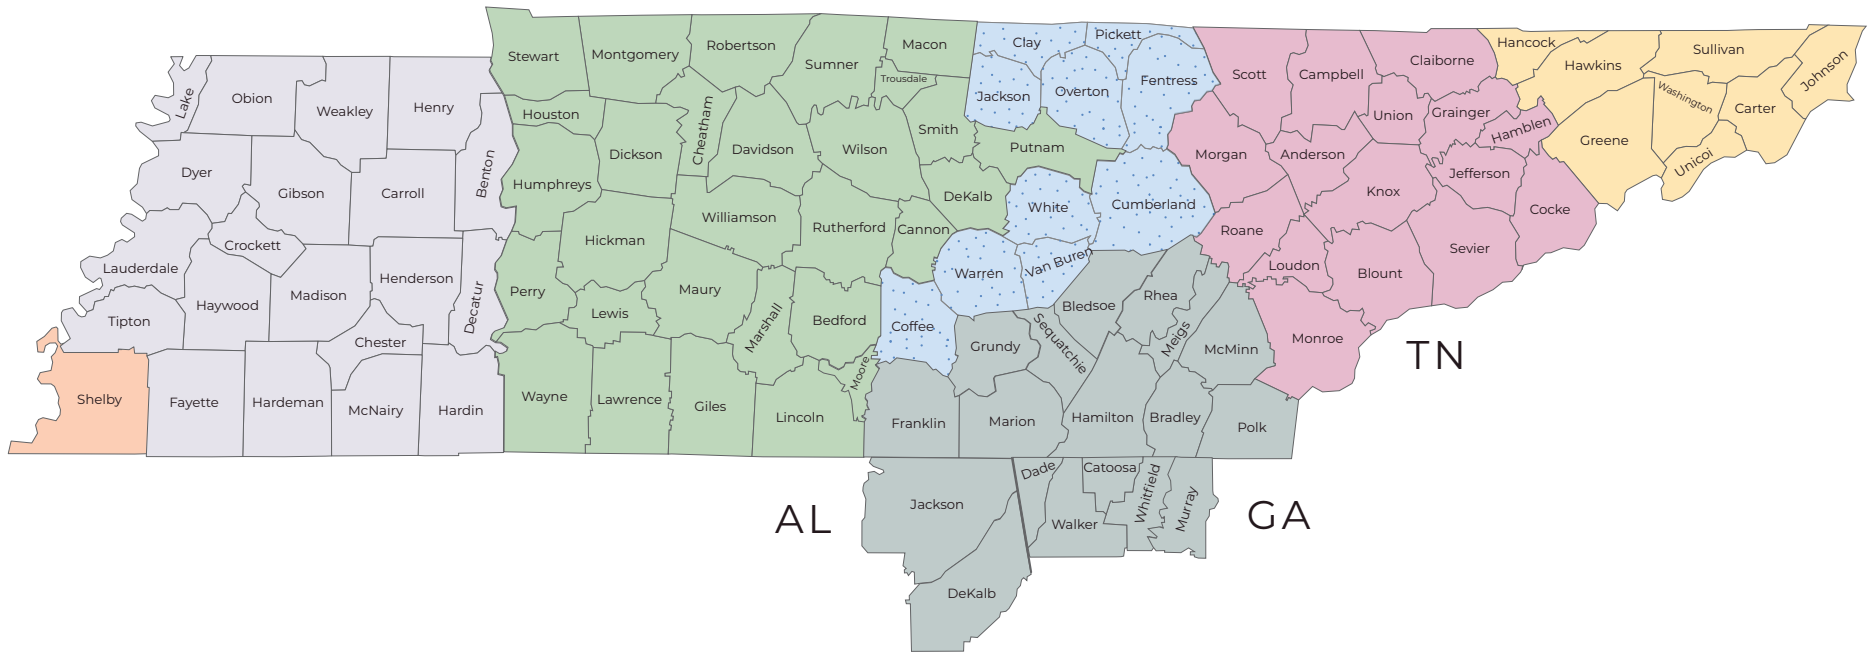 Stewart
Montgomery
Robertson
Sumner
Macon
Trousdale
Clay
Pickett
Fentress
Jackson
Overton
Scott
Campbell
Claiborne
Hancock
Hawkins
Sullivan
Johnson
Lake
Obion
Weakley
Henry
Benton
Houston
Dickson
Cheatham
Davidson
Wilson
Smith
Putnam
Morgan
Anderson
Union
Grainger
Hamblen
Greene
Washington
Carter
Unicoi
Dyer
Gibson
Carroll
Humphreys
Williamson
Rutherford
Cannon
DeKalb
White
Cumberland
Knox
Jefferson
Cocke
Sevier
Roane
Loudon
Blount
Crockett
Lauderdale
Haywood
Madison
Henderson
Decatur
Perry
Hickman
Lewis
Maury
Marshall
Bedford
Coffee
Warren
Van Buren
Bledsoe
Rhea
Meigs
McMinn
Monroe
Tipton
Chester
Moore
Grundy
Sequatchie
TN
Shelby
Fayette
Hardeman
McNairy
Hardin
Wayne
Lawrence
Giles
Lincoln
Franklin
Marion
Hamilton
Bradley
Polk
AL
Jackson
DeKalb
Dade
Walker
Catoosa
Whitfield
Murray
GA